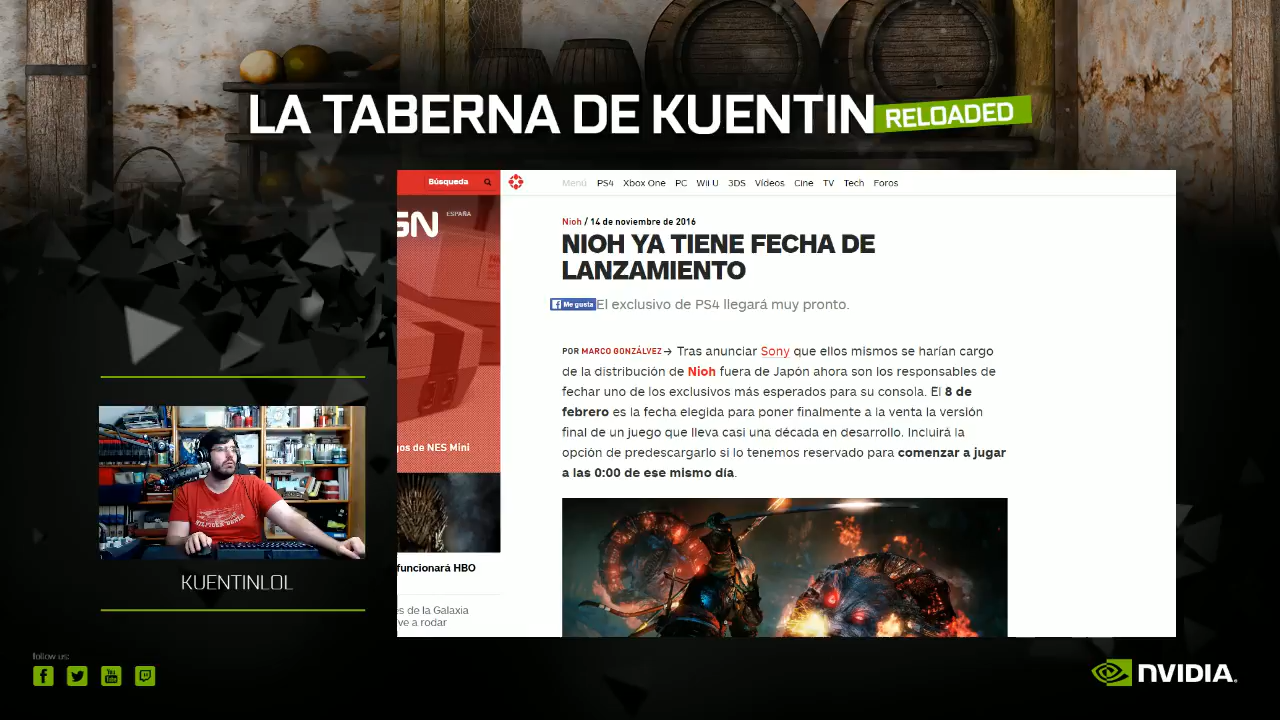 LA TABERNA DE KUENTIN RELOADED
Búsqueda
Menú PS4 Xbox One PC Wii U 3DS Vídeos Cine TV Tech Foros
GN ESPAÑA
Nioh / 14 de noviembre de 2016
NIOH YA TIENE FECHA DE
LANZAMIENTO
Me gusta El exclusivo de PS4 llegará muy pronto.
POR MARCO GONZÁLVEZ → Tras anunciar Sony que ellos mismos se harían cargo
de la distribución de Nioh fuera de Japón ahora son los responsables de
fechar uno de los exclusivos más esperados para su consola. El 8 de
febrero es la fecha elegida para poner finalmente a la venta la versión
final de un juego que lleva casi una década en desarrollo. Incluirá la
opción de predescargarlo si lo tenemos reservado para comenzar a jugar
a las 0:00 de ese mismo día.
gos de NES Mini
funcionará HBO
es de la Galaxia
ve a rodar
KUENTINLOL
follow us:
NVIDIA.